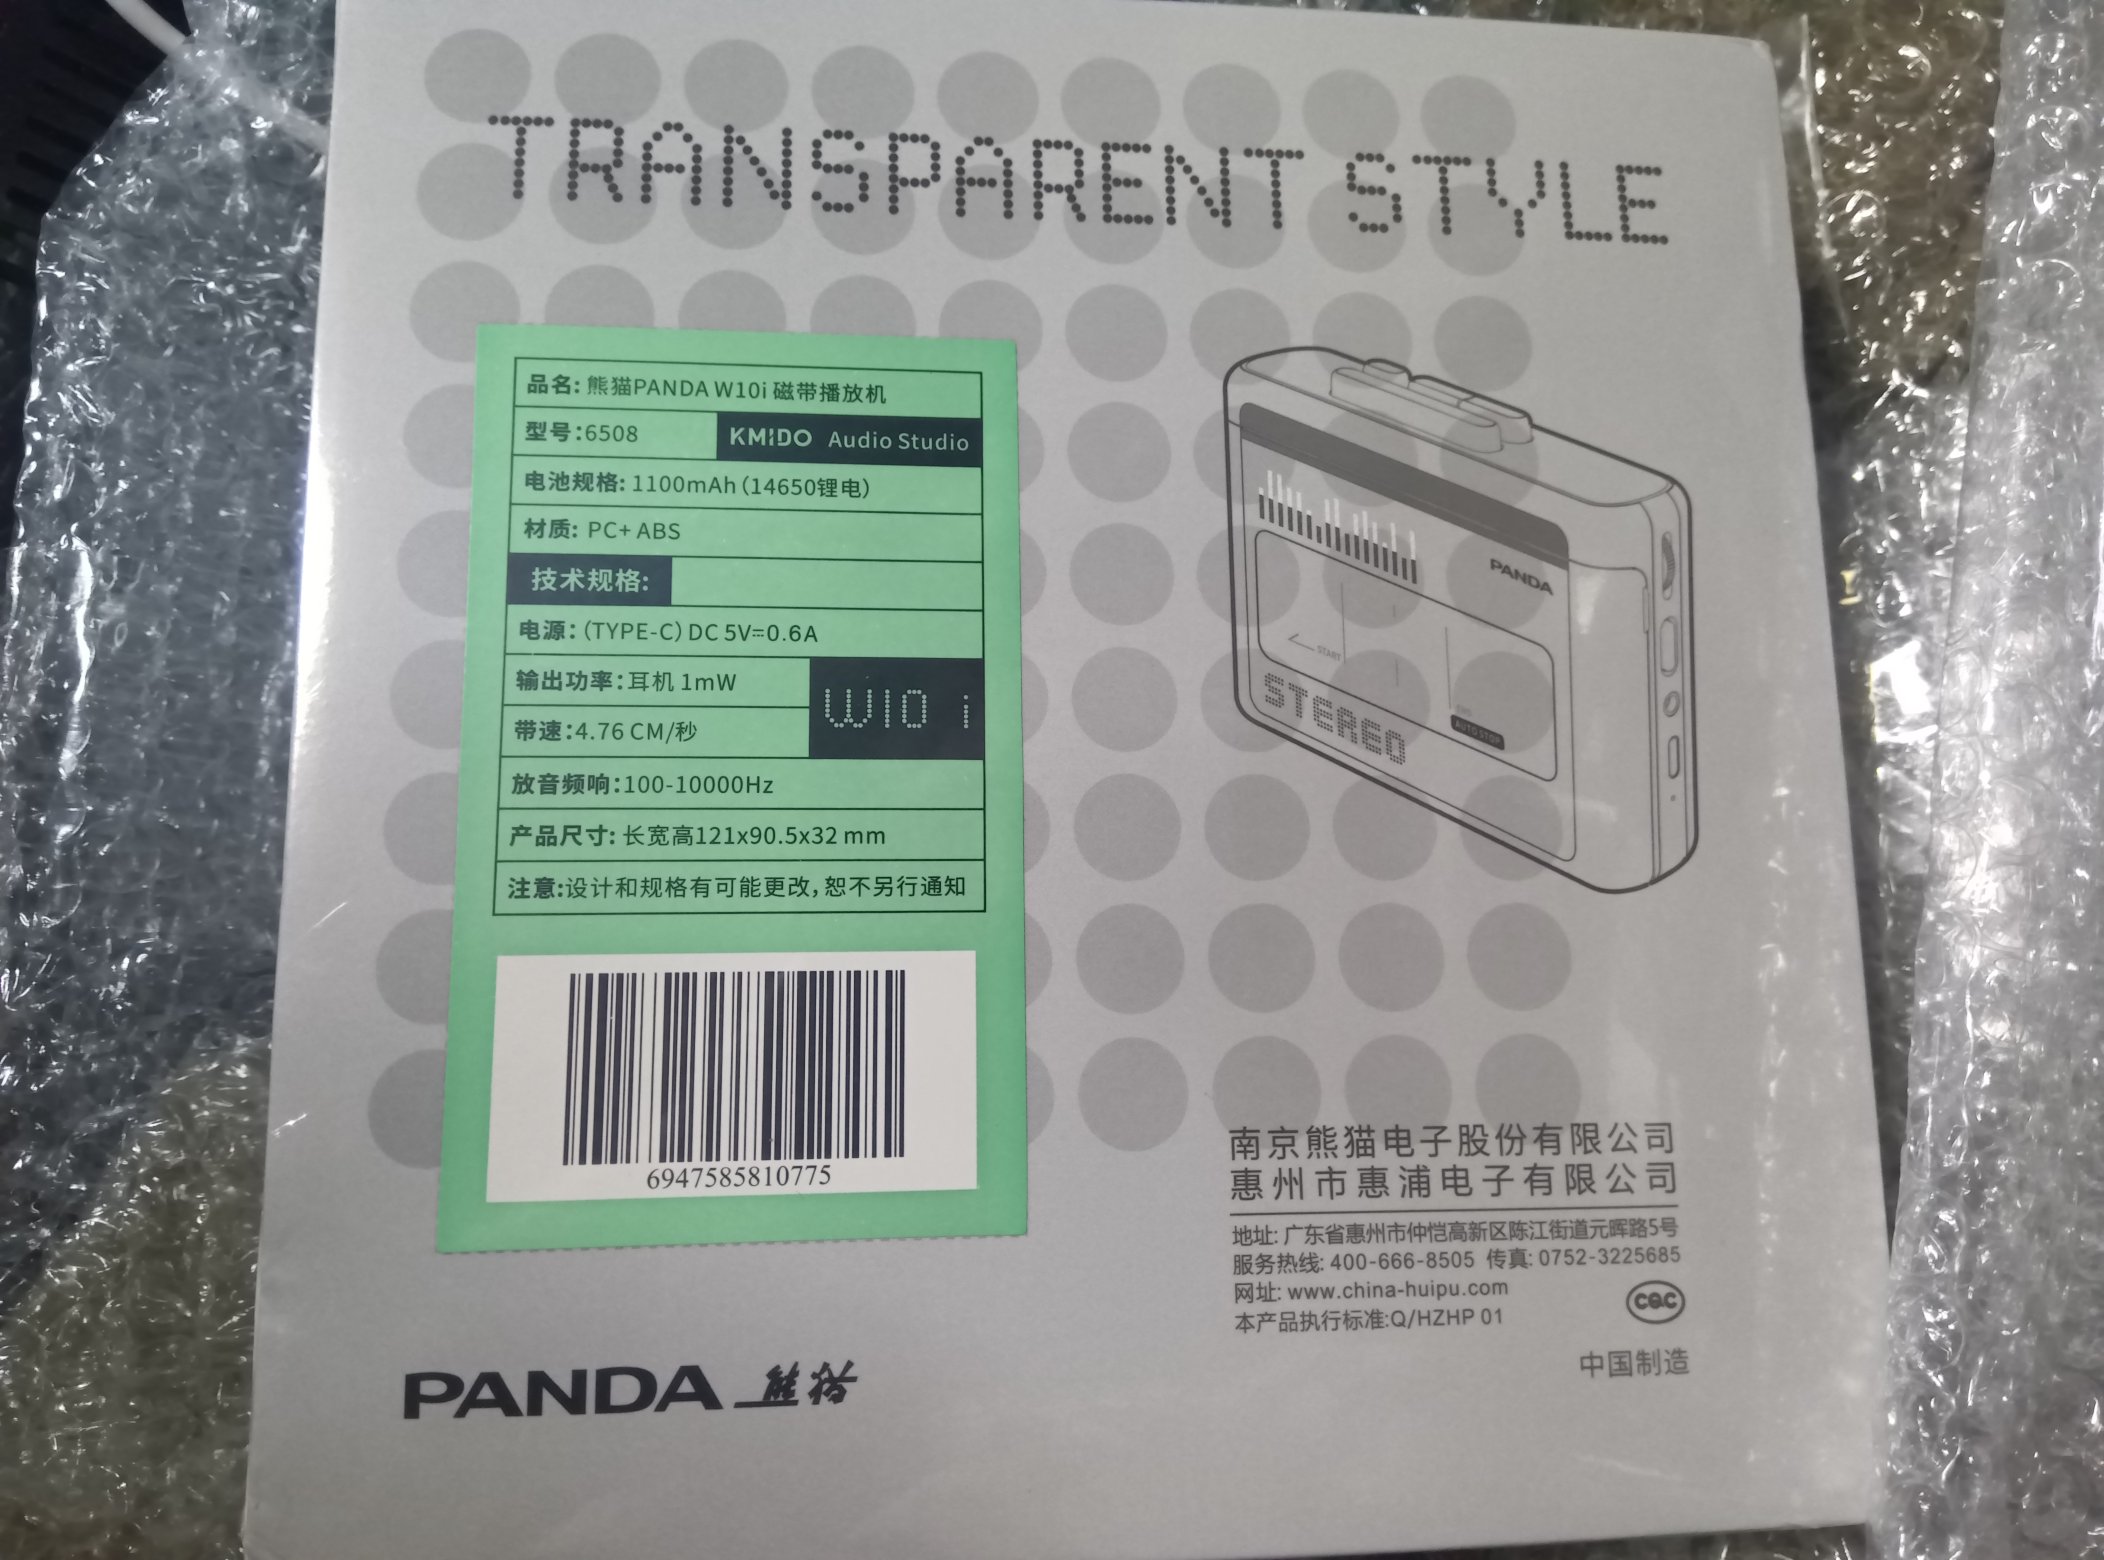 TRANSPARENT STYLE
品名: 熊猫PANDA W10i 磁带播放机
型号:6508
KMIDO Audio Studio
电池规格: 1100mAh (14650锂电)
材质: PC+ ABS
技术规格:
电源: (TYPE-C) DC 5V⎓0.6A
输出功率:耳机 1mW
W10 i
带速:4.76 CM/秒
放音频响:100-10000Hz
产品尺寸: 长宽高121x90.5x32 mm
注意:设计和规格有可能更改,恕不另行通知
6947585810775
PANDA
START
STEREO
AUTO STOP
南京熊猫电子股份有限公司
惠州市惠浦电子有限公司
地址: 广东省惠州市仲恺高新区陈江街道元晖路5号
服务热线: 400-666-8505 传真: 0752-3225685
网址: www.china-huipu.com
本产品执行标准:Q/HZHP 01
CQC
中国制造
PANDA 熊猫